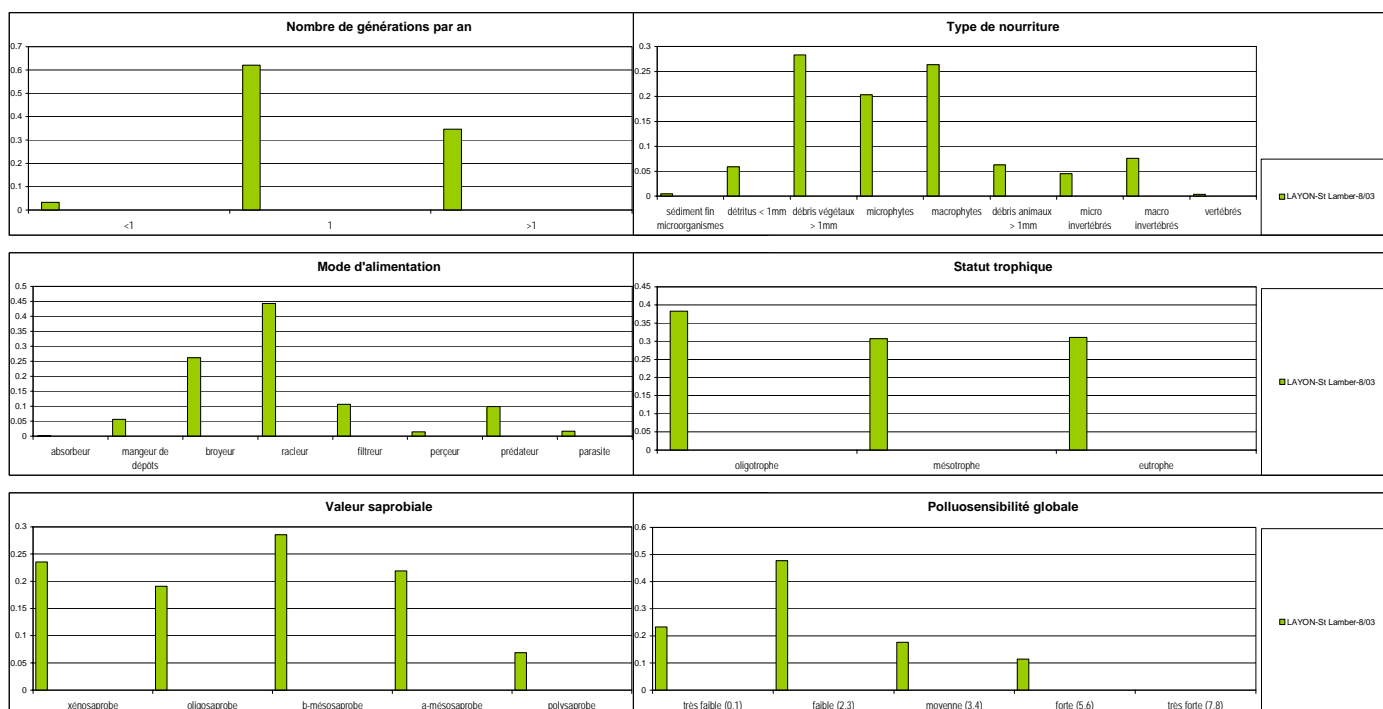 Nombre de générations par an
0.7
0.6
0.5
0.4
0.3
0.2
0.1
0
<1 1 >1
Type de nourriture
0.3
0.25
0.2
0.15
0.1
0.05
0
sédiment fin détritus < 1mm débris végétaux microphytes macrophytes débris animaux micro macro vertébrés
microorganismes > 1mm > 1mm invertébrés invertébrés
LAYON-St Lamber-8/03
Mode d'alimentation
0.5
0.45
0.4
0.35
0.3
0.25
0.2
0.15
0.1
0.05
0
absorbeur mangeur de broyeur racleur filtreur perçeur prédateur parasite
dépôts
Statut trophique
0.45
0.4
0.35
0.3
0.25
0.2
0.15
0.1
0.05
0
oligotrophe mésotrophe eutrophe
LAYON-St Lamber-8/03
Valeur saprobiale
0.3
0.25
0.2
0.15
0.1
0.05
0
xénosaprobe oligosaprobe b-mésosaprobe a-mésosaprobe polysaprobe
Polluosensibilité globale
0.6
0.5
0.4
0.3
0.2
0.1
0
très faible (0,1) faible (2,3) moyenne (3,4) forte (5,6) très forte (7,8)
LAYON-St Lamber-8/03